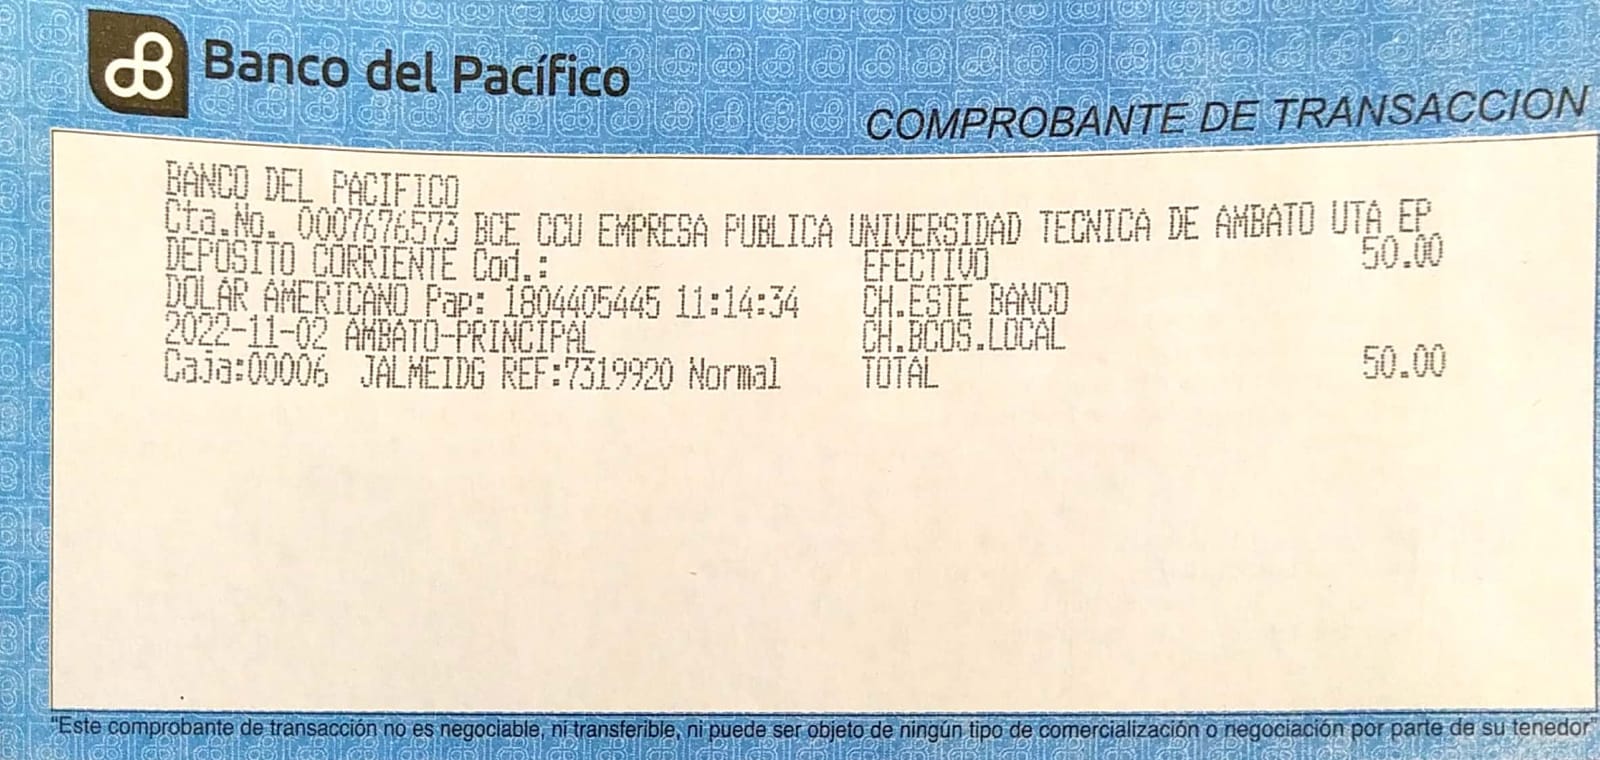 Banco del Pacífico
COMPROBANTE DE TRANSACCION
BANCO DEL PACIFICO
Cta.No. 0007676573 BCE CCU EMPRESA PUBLICA UNIVERSIDAD TECNICA DE AMBATO UTA EP
DEPOSITO CORRIENTE Cod.: EFECTIVO 50.00
DOLAR AMERICANO Pap: 1804405445 11:14:34 CH.ESTE BANCO
2022-11-02 AMBATO-PRINCIPAL CH.BCOS.LOCAL
Caja:00006 JALMEIDG REF:7319920 Normal TOTAL 50.00
"Este comprobante de transacción no es negociable, ni transferible, ni puede ser objeto de ningún tipo de comercialización o negociación por parte de su tenedor"